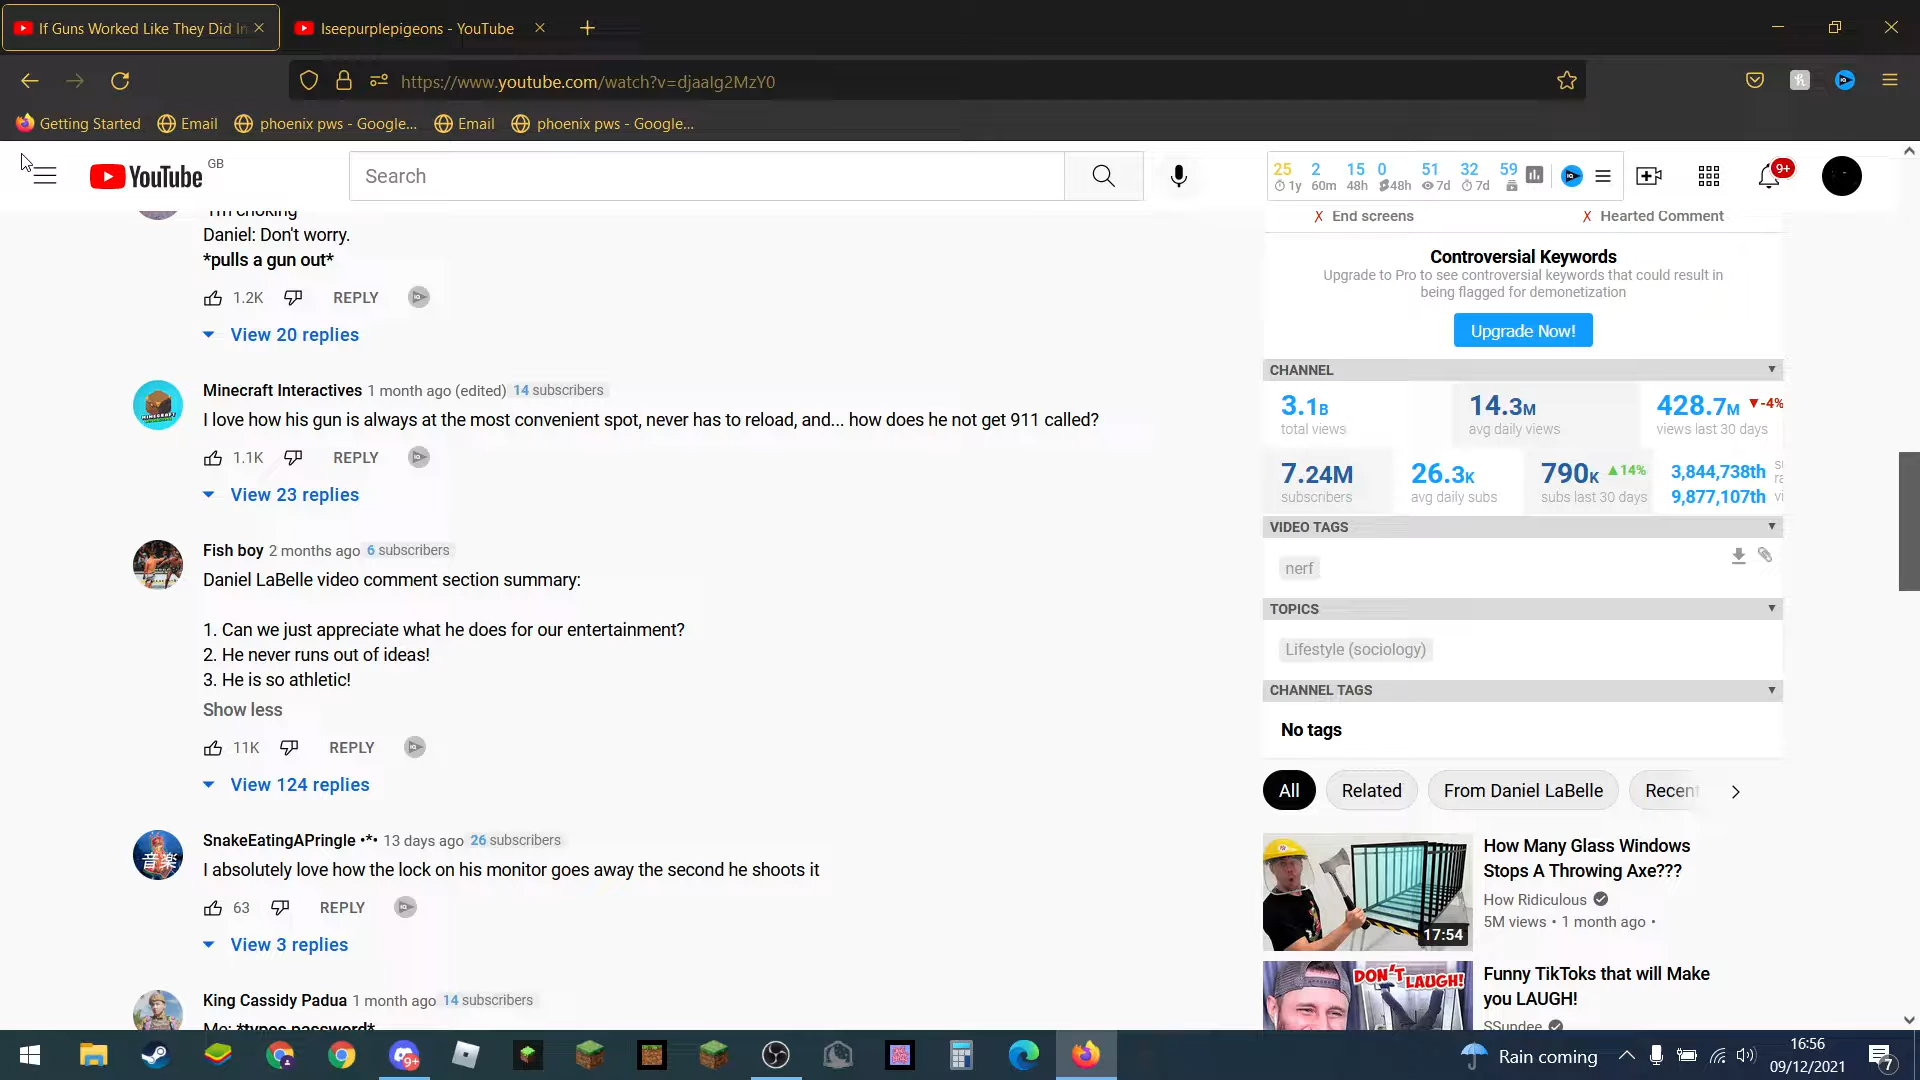 If Guns Worked Like They Did In
Iseepurplepigeons - YouTube
https://www.youtube.com/watch?v=djaaIg2MzY0
Getting Started
Email
phoenix pws - Google...
Email
phoenix pws - Google...
YouTube GB
Search
25 2 15 0 51 32 59
1y 60m 48h 48h 7d 7d
9+
Daniel: Don't worry.
*pulls a gun out*
1.2K REPLY
View 20 replies
Minecraft Interactives 1 month ago (edited) 14 subscribers
I love how his gun is always at the most convenient spot, never has to reload, and... how does he not get 911 called?
1.1K REPLY
View 23 replies
Fish boy 2 months ago 6 subscribers
Daniel LaBelle video comment section summary:
1. Can we just appreciate what he does for our entertainment?
2. He never runs out of ideas!
3. He is so athletic!
Show less
11K REPLY
View 124 replies
SnakeEatingAPringle •*• 13 days ago 26 subscribers
音楽
I absolutely love how the lock on his monitor goes away the second he shoots it
63 REPLY
View 3 replies
King Cassidy Padua 1 month ago 14 subscribers
Me: *types password*
X End screens
X Hearted Comment
Controversial Keywords
Upgrade to Pro to see controversial keywords that could result in
being flagged for demonetization
Upgrade Now!
CHANNEL
3.1B
total views
14.3M
avg daily views
428.7M -4%
views last 30 days
7.24M
subscribers
26.3K
avg daily subs
790K 14%
subs last 30 days
3,844,738th
9,877,107th
VIDEO TAGS
nerf
TOPICS
Lifestyle (sociology)
CHANNEL TAGS
No tags
All
Related
From Daniel LaBelle
Recent
17:54
How Many Glass Windows
Stops A Throwing Axe???
How Ridiculous
5M views • 1 month ago •
DON'T
LAUGH!
Funny TikToks that will Make
you LAUGH!
SSundee
9+
Rain coming
16:56
09/12/2021
7